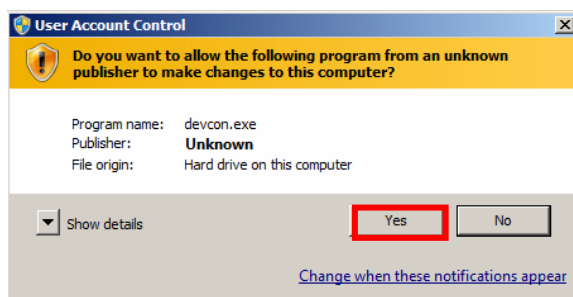 User Account Control
Do you want to allow the following program from an unknown
publisher to make changes to this computer?
Program name: devcon.exe
Publisher: Unknown
File origin: Hard drive on this computer
Show details
Yes
No
Change when these notifications appear